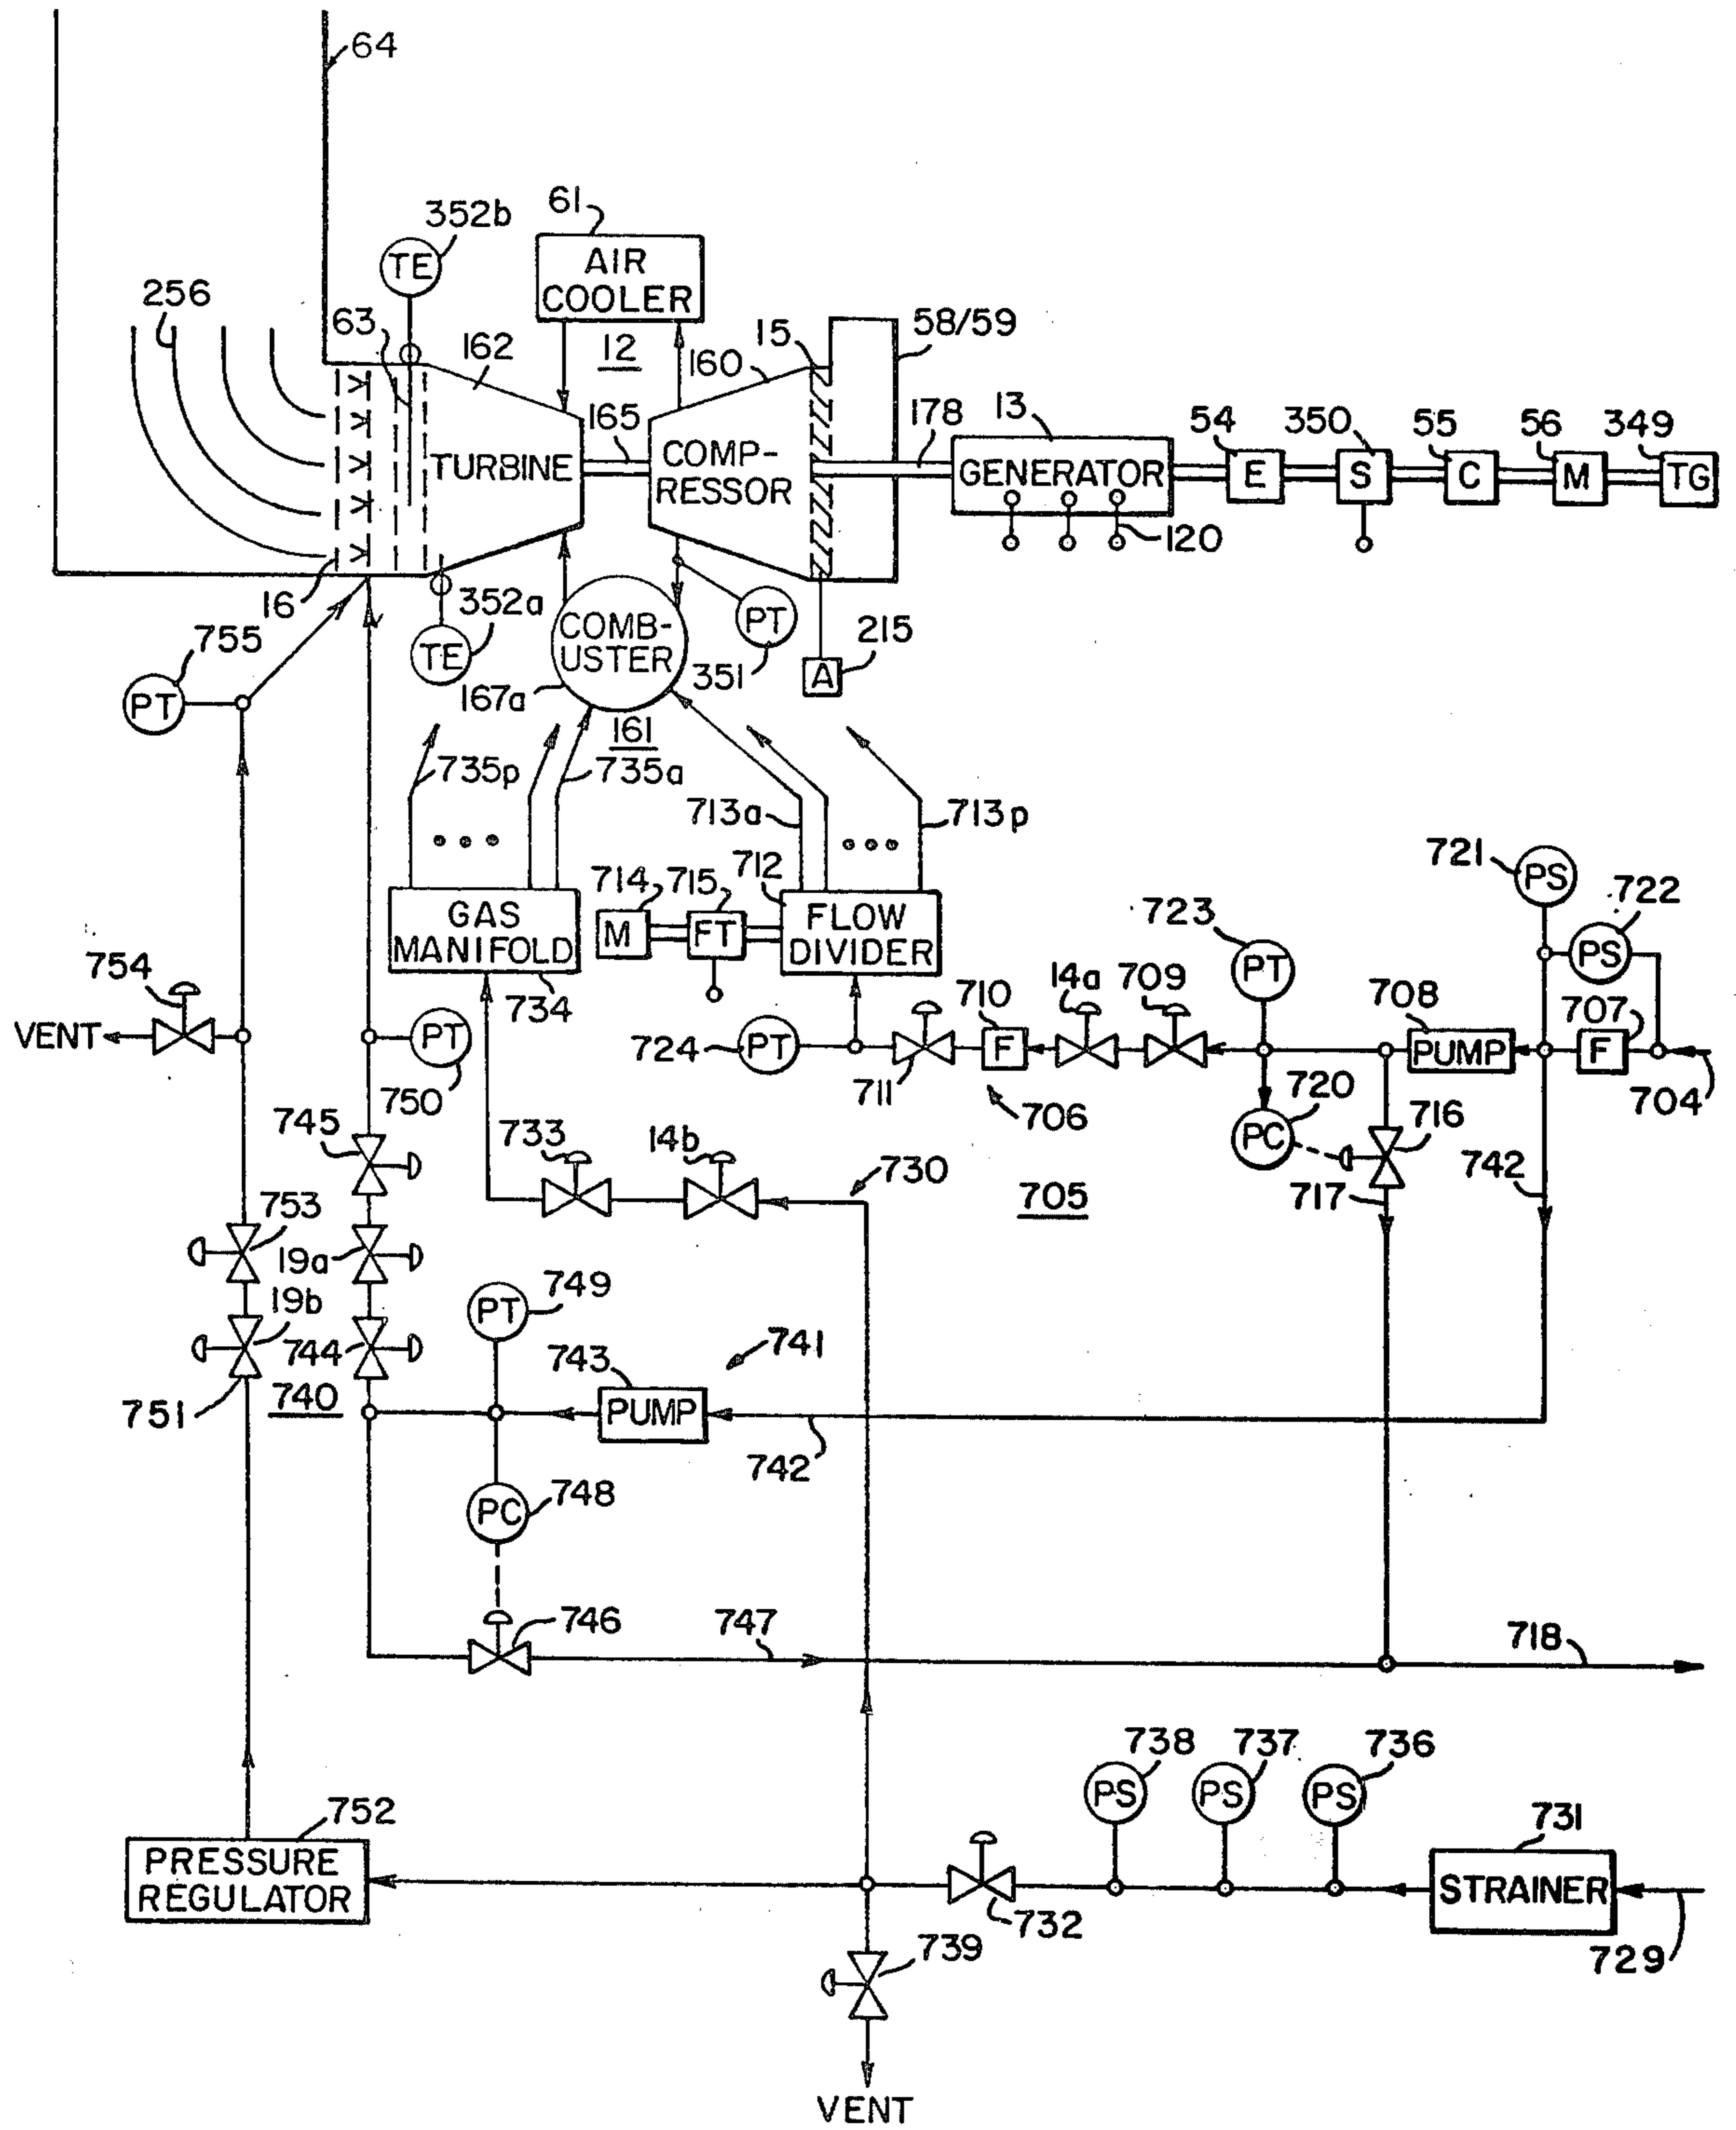 64
61
352b
AIR
COOLER
TE
256
63
162
12
160
15
58/59
165
178
13
54
350
55
56
349
TURBINE
COMP-
RESSOR
GENERATOR
E
S
C
M
TG
120
16
352a
COMB-
USTER
PT
215
755
TE
351
A
PT
167a
161
735p
735a
713a
713p
721
PS
722
714
715
712
723
PS
GAS
MANIFOLD
M
FT
FLOW
DIVIDER
PT
754
734
710
14a
709
708
707
VENT
PT
724
PT
F
PUMP
F
750
711
706
720
716
704
745
733
14b
PC
730
742
717
705
753
19a
749
19b
PT
744
743
741
751
740
PUMP
742
PC
748
746
747
718
738
737
736
PS
PS
PS
752
731
PRESSURE
REGULATOR
STRAINER
732
739
729
VENT